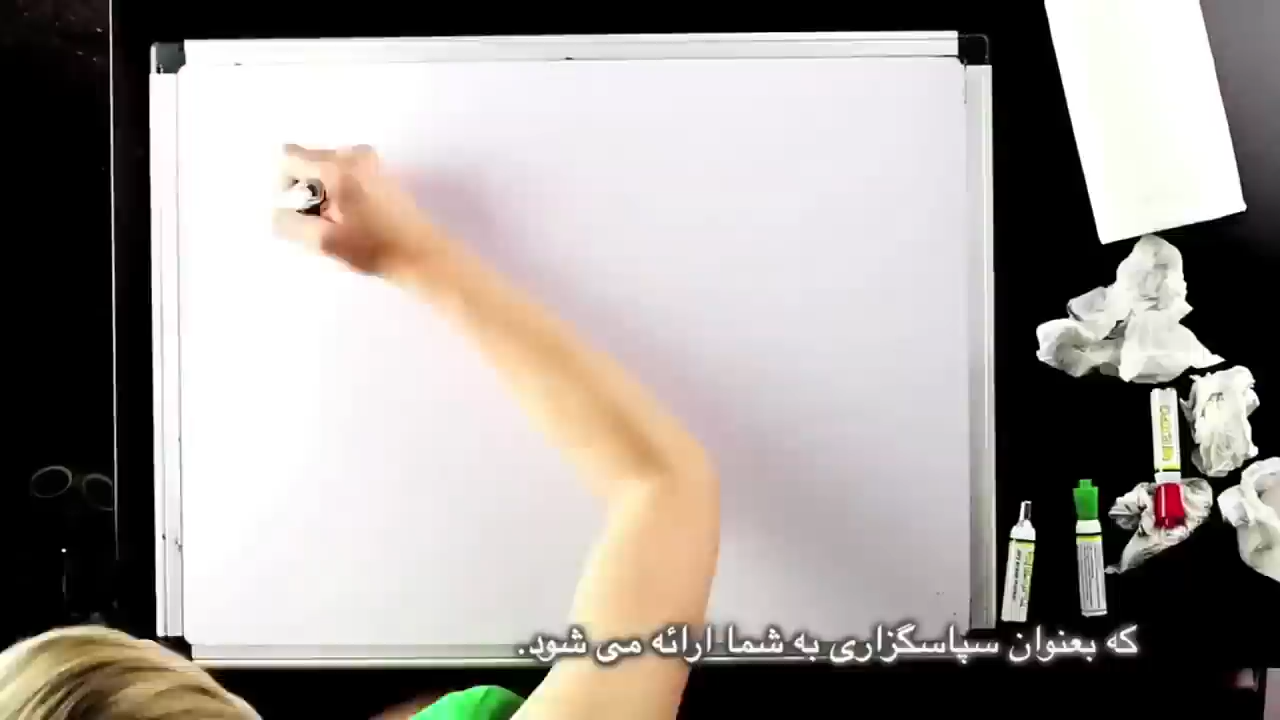 که بعنوان سپاسگزاری به شما ارائه می شود.